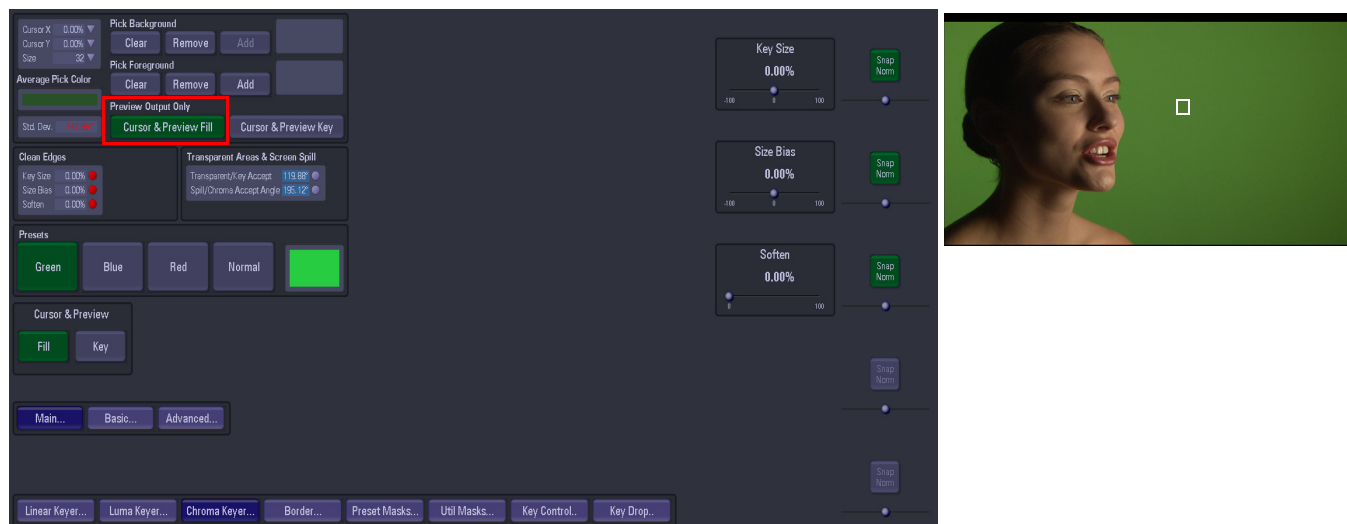 Cursor X 0.00%
Cursor Y 0.00%
Size 32
Pick Background
Clear Remove Add
Pick Foreground
Clear Remove Add
Average Pick Color
Preview Output Only
Std. Dev.
Cursor & Preview Fill Cursor & Preview Key
Clean Edges
Key Size 0.00%
Size Bias 0.00%
Soften 0.00%
Transparent Areas & Screen Spill
Transparent/Key Accept 119.88°
Spill/Chroma Accept Angle 195.12°
Presets
Green Blue Red Normal
Cursor & Preview
Fill Key
Main... Basic... Advanced...
Linear Keyer... Luma Keyer... Chroma Keyer... Border... Preset Masks... Util Masks... Key Control.. Key Drop..
Key Size
0.00%
-100 0 100
Snap
Norm
Size Bias
0.00%
-100 0 100
Snap
Norm
Soften
0.00%
0 100
Snap
Norm
Snap
Norm
Snap
Norm